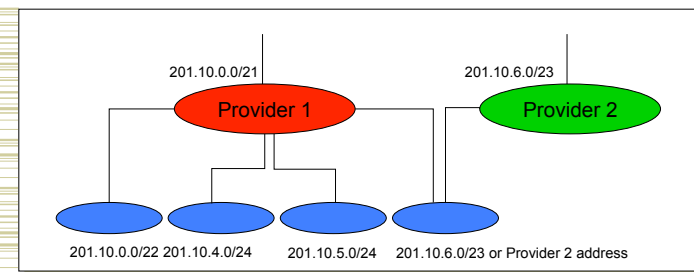 201.10.0.0/21
201.10.6.0/23
Provider 1
Provider 2
201.10.0.0/22 201.10.4.0/24 201.10.5.0/24 201.10.6.0/23 or Provider 2 address